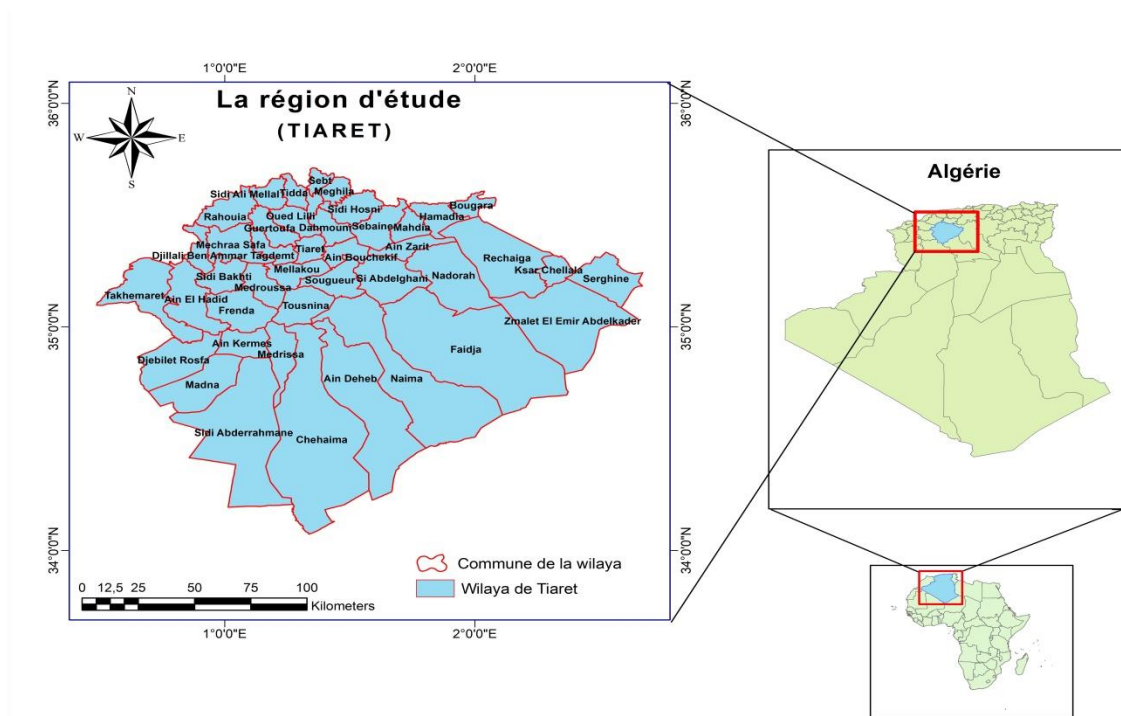 1°0'0"E
2°0'0"E
La région d'étude
(TIARET)
36°0'0"N
36°0'0"N
N
W
E
S
Sebt
Sidi Ali Mellal
Tidda
Meghila
Bougara
Rahouia
Oued Lilli
Sidi Hosni
Hamadia
Guertoufa
Dahmouni
Sebaine
Mahdia
Mechraa Safa
Tiaret
Ain Zarit
Djillali Ben Ammar
Tagdemt
Ain Bouchekif
Rechaiga
Sidi Bakhti
Mellakou
Ksar Chellala
Medroussa
Sougueur
Si Abdelghani
Nadorah
Serghine
Takhemaret
Ain El Hadid
Frenda
Tousnina
Zmalet El Emir Abdelkader
35°0'0"N
35°0'0"N
Ain Kermes
Medrissa
Faidja
Djebilet Rosfa
Madna
Ain Deheb
Naima
Sidi Abderrahmane
Chehaima
34°0'0"N
34°0'0"N
Commune de la wilaya
Wilaya de Tiaret
0 12,5 25 50 75 100
Kilometers
1°0'0"E
2°0'0"E
Algérie